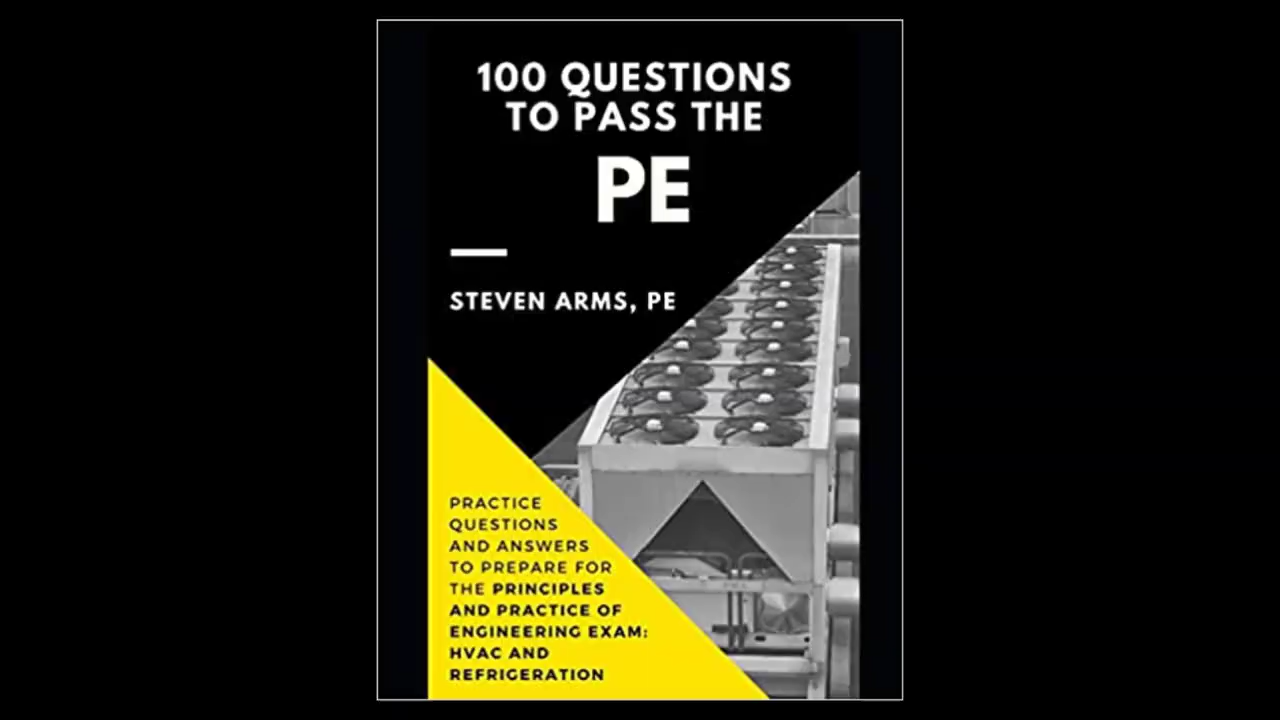 100 QUESTIONS
TO PASS THE
PE
STEVEN ARMS, PE
PRACTICE
QUESTIONS
AND ANSWERS
TO PREPARE FOR
THE PRINCIPLES
AND PRACTICE OF
ENGINEERING EXAM:
HVAC AND
REFRIGERATION